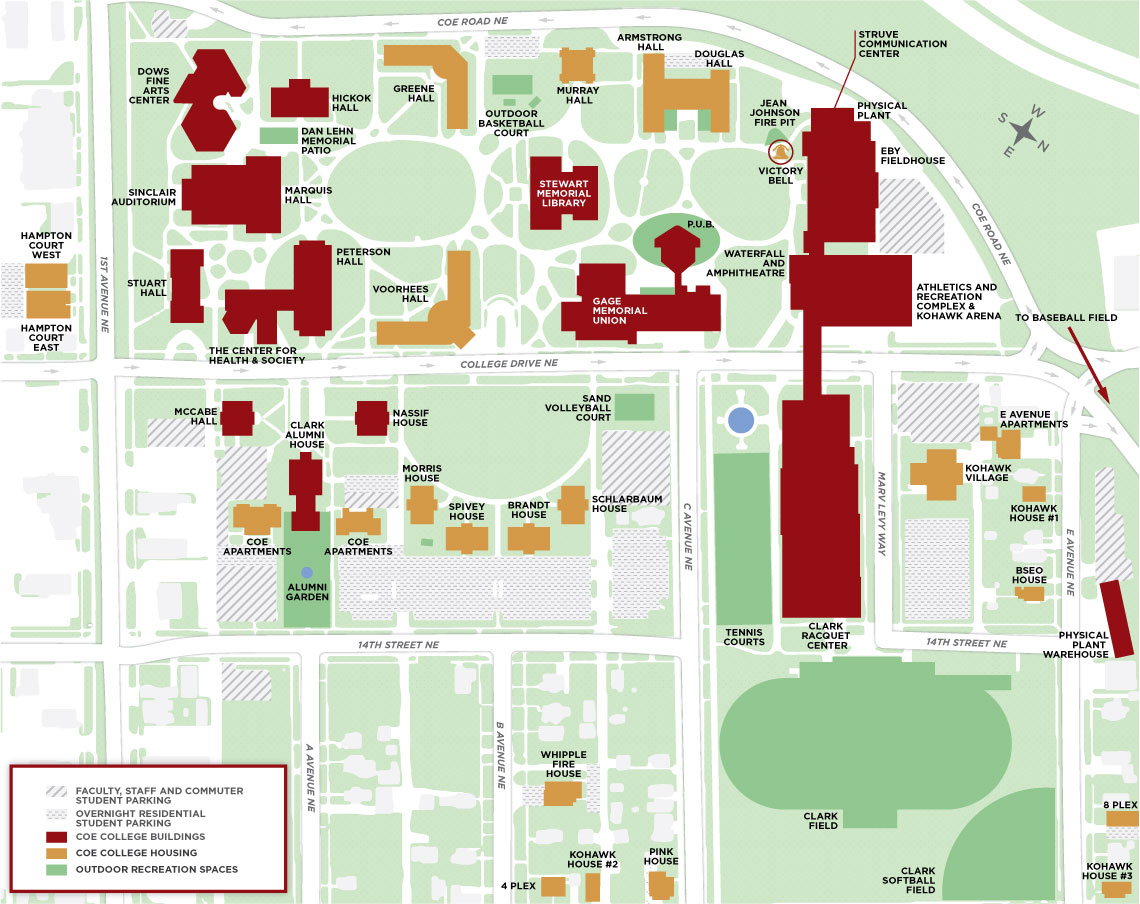 COE ROAD NE
STRUVE
COMMUNICATION
CENTER
ARMSTRONG
HALL
DOUGLAS
HALL
DOWS
FINE
ARTS
CENTER
HICKOK
HALL
GREENE
HALL
MURRAY
HALL
OUTDOOR
BASKETBALL
COURT
JEAN
JOHNSON
FIRE PIT
PHYSICAL
PLANT
W
S
N
E
DAN LEHN
MEMORIAL
PATIO
EBY
FIELDHOUSE
VICTORY
BELL
SINCLAIR
AUDITORIUM
MARQUIS
HALL
STEWART
MEMORIAL
LIBRARY
P.U.B.
COE ROAD NE
HAMPTON
COURT
WEST
1ST AVENUE NE
PETERSON
HALL
WATERFALL
AND
AMPHITHEATRE
STUART
HALL
VOORHEES
HALL
GAGE
MEMORIAL
UNION
ATHLETICS AND
RECREATION
COMPLEX &
KOHAWK ARENA
TO BASEBALL FIELD
HAMPTON
COURT
EAST
THE CENTER FOR
HEALTH & SOCIETY
COLLEGE DRIVE NE
MCCABE
HALL
NASSIF
HOUSE
SAND
VOLLEYBALL
COURT
CLARK
ALUMNI
HOUSE
E AVENUE
APARTMENTS
MORRIS
HOUSE
KOHAWK
VILLAGE
SPIVEY
HOUSE
BRANDT
HOUSE
SCHLARBAUM
HOUSE
C AVENUE NE
MARY LEVY WAY
KOHAWK
HOUSE #1
E AVENUE NE
COE
APARTMENTS
COE
APARTMENTS
BSEO
HOUSE
ALUMNI
GARDEN
14TH STREET NE
TENNIS
COURTS
CLARK
RACQUET
CENTER
14TH STREET NE
PHYSICAL
PLANT
WAREHOUSE
A AVENUE NE
B AVENUE NE
WHIPPLE
FIRE
HOUSE
CLARK
FIELD
8 PLEX
KOHAWK
HOUSE #2
PINK
HOUSE
4 PLEX
CLARK
SOFTBALL
FIELD
KOHAWK
HOUSE #3
FACULTY, STAFF AND COMMUTER
STUDENT PARKING
OVERNIGHT RESIDENTIAL
STUDENT PARKING
COE COLLEGE BUILDINGS
COE COLLEGE HOUSING
OUTDOOR RECREATION SPACES